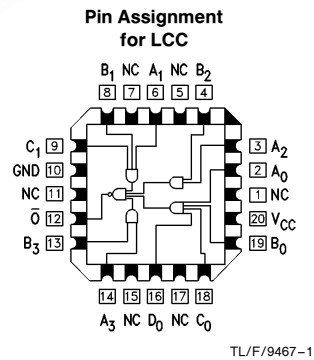 Pin Assignment
for LCC
B1 NC A1 NC B2
8 7 6 5 4
C1 9 3 A2
GND 10 2 A0
NC 11 1 NC
O̅ 12 20 VCC
B3 13 19 B0
14 15 16 17 18
A3 NC D0 NC C0
TL/F/9467–1